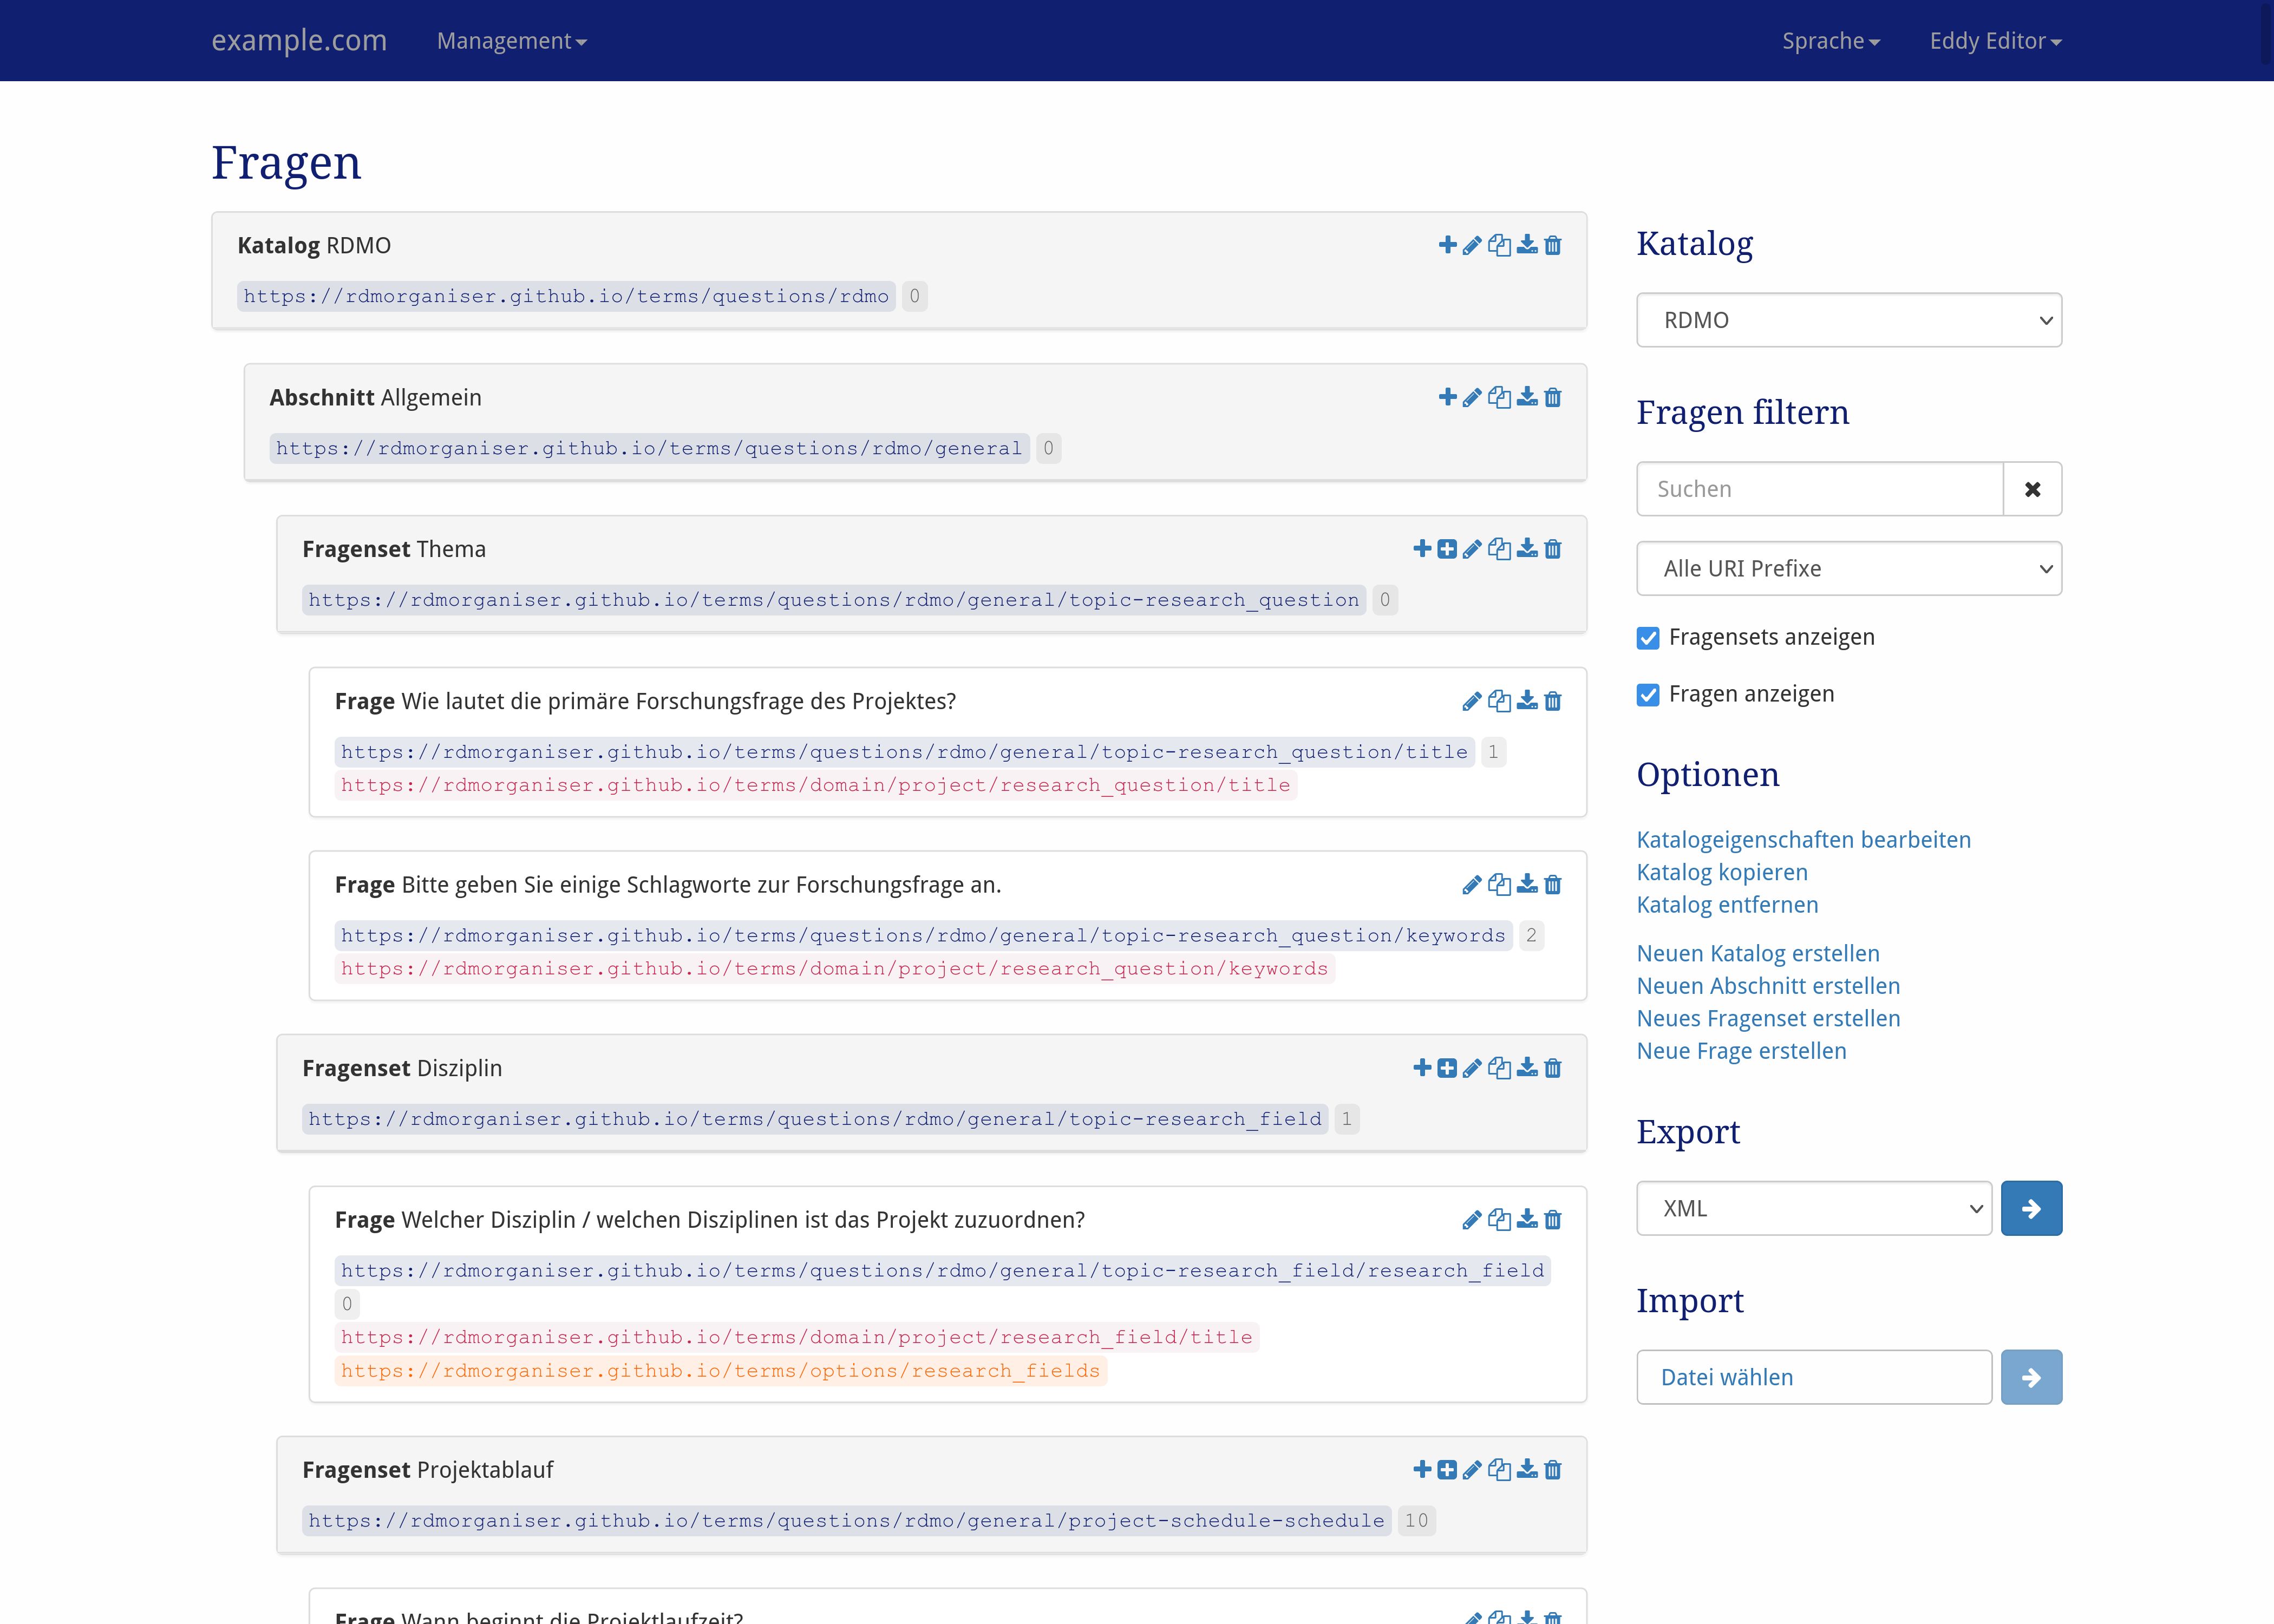 example.com Management Sprache Eddy Editor
Fragen
Katalog RDMO
https://rdmorganiser.github.io/terms/questions/rdmo 0
Abschnitt Allgemein
https://rdmorganiser.github.io/terms/questions/rdmo/general 0
Fragenset Thema
https://rdmorganiser.github.io/terms/questions/rdmo/general/topic-research_question 0
Frage Wie lautet die primäre Forschungsfrage des Projektes?
https://rdmorganiser.github.io/terms/questions/rdmo/general/topic-research_question/title 1
https://rdmorganiser.github.io/terms/domain/project/research_question/title
Frage Bitte geben Sie einige Schlagworte zur Forschungsfrage an.
https://rdmorganiser.github.io/terms/questions/rdmo/general/topic-research_question/keywords 2
https://rdmorganiser.github.io/terms/domain/project/research_question/keywords
Fragenset Disziplin
https://rdmorganiser.github.io/terms/questions/rdmo/general/topic-research_field 1
Frage Welcher Disziplin / welchen Disziplinen ist das Projekt zuzuordnen?
https://rdmorganiser.github.io/terms/questions/rdmo/general/topic-research_field/research_field
0
https://rdmorganiser.github.io/terms/domain/project/research_field/title
https://rdmorganiser.github.io/terms/options/research_fields
Fragenset Projektablauf
https://rdmorganiser.github.io/terms/questions/rdmo/general/project-schedule-schedule 10
Frage Wann beginnt die Projektlaufzeit?
Katalog
RDMO
Fragen filtern
Suchen
Alle URI Prefixe
Fragensets anzeigen
Fragen anzeigen
Optionen
Katalogeigenschaften bearbeiten
Katalog kopieren
Katalog entfernen
Neuen Katalog erstellen
Neuen Abschnitt erstellen
Neues Fragenset erstellen
Neue Frage erstellen
Export
XML
Import
Datei wählen